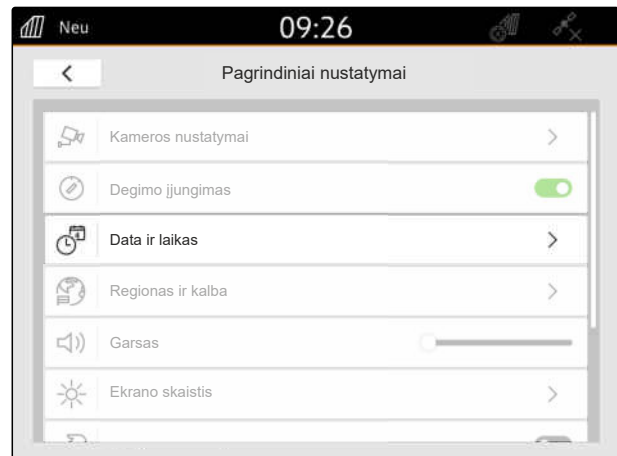 Neu
09:26
Pagrindiniai nustatymai
Kameros nustatymai
Degimo įjungimas
Data ir laikas
Regionas ir kalba
Garsas
Ekrano skaistis